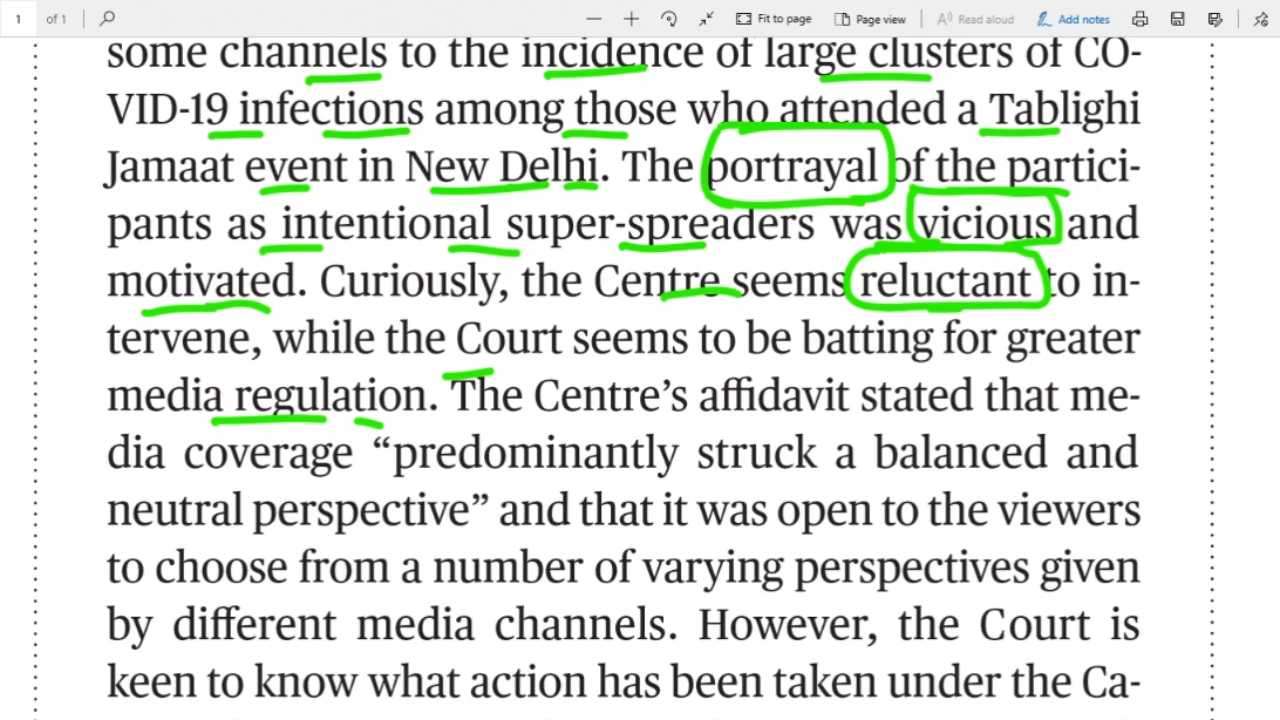 1 of 1 Fit to page Page view Read aloud Add notes
some channels to the incidence of large clusters of CO-
VID-19 infections among those who attended a Tablighi
Jamaat event in New Delhi. The portrayal of the partici-
pants as intentional super-spreaders was vicious and
motivated. Curiously, the Centre seems reluctant to in-
tervene, while the Court seems to be batting for greater
media regulation. The Centre’s affidavit stated that me-
dia coverage “predominantly struck a balanced and
neutral perspective” and that it was open to the viewers
to choose from a number of varying perspectives given
by different media channels. However, the Court is
keen to know what action has been taken under the Ca-